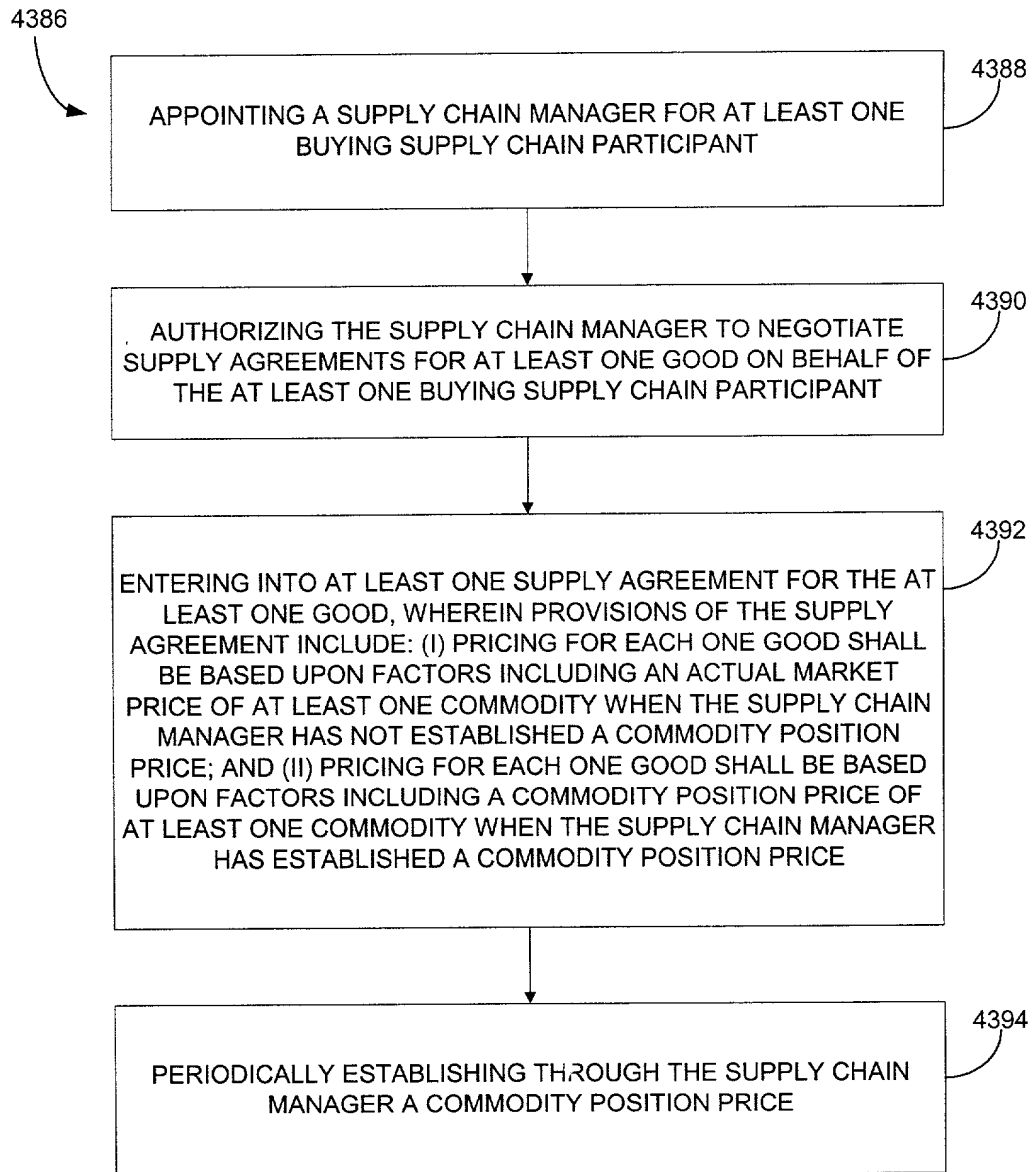 4386
4388
APPOINTING A SUPPLY CHAIN MANAGER FOR AT LEAST ONE
BUYING SUPPLY CHAIN PARTICIPANT
4390
AUTHORIZING THE SUPPLY CHAIN MANAGER TO NEGOTIATE
SUPPLY AGREEMENTS FOR AT LEAST ONE GOOD ON BEHALF OF
THE AT LEAST ONE BUYING SUPPLY CHAIN PARTICIPANT
4392
ENTERING INTO AT LEAST ONE SUPPLY AGREEMENT FOR THE AT
LEAST ONE GOOD, WHEREIN PROVISIONS OF THE SUPPLY
AGREEMENT INCLUDE: (I) PRICING FOR EACH ONE GOOD SHALL
BE BASED UPON FACTORS INCLUDING AN ACTUAL MARKET
PRICE OF AT LEAST ONE COMMODITY WHEN THE SUPPLY CHAIN
MANAGER HAS NOT ESTABLISHED A COMMODITY POSITION
PRICE; AND (II) PRICING FOR EACH ONE GOOD SHALL BE BASED
UPON FACTORS INCLUDING A COMMODITY POSITION PRICE OF
AT LEAST ONE COMMODITY WHEN THE SUPPLY CHAIN MANAGER
HAS ESTABLISHED A COMMODITY POSITION PRICE
4394
PERIODICALLY ESTABLISHING THROUGH THE SUPPLY CHAIN
MANAGER A COMMODITY POSITION PRICE